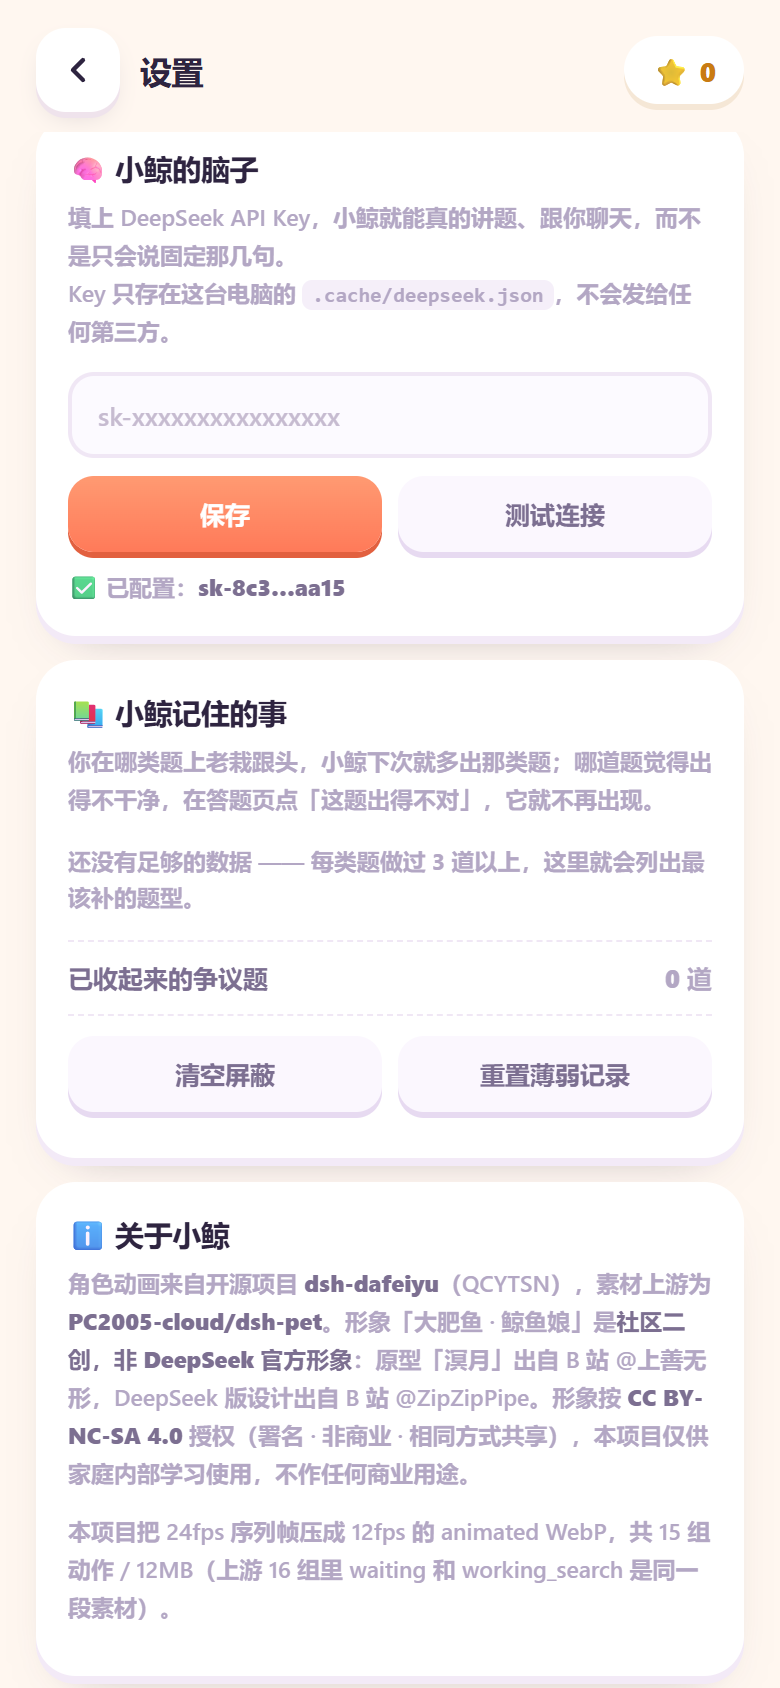 设置
0
小鲸的脑子
填上 DeepSeek API Key，小鲸就能真的讲题、跟你聊天，而不
是只会说固定那几句。
Key 只存在这台电脑的 .cache/deepseek.json，不会发给任
何第三方。
sk-xxxxxxxxxxxxxxxx
保存
测试连接
已配置：sk-8c3...aa15
小鲸记住的事
你在哪类题上老栽跟头，小鲸下次就多出那类题；哪道题觉得出
得不干净，在答题页点「这题出得不对」，它就不再出现。
还没有足够的数据 —— 每类题做过 3 道以上，这里就会列出最
该补的题型。
已收起来的争议题
0 道
清空屏蔽
重置薄弱记录
关于小鲸
角色动画来自开源项目 dsh-dafeiyu（QCYTSN），素材上游为
PC2005-cloud/dsh-pet。形象「大肥鱼 · 鲸鱼娘」是社区二
创，非 DeepSeek 官方形象：原型「溟月」出自 B 站 @上善无
形，DeepSeek 版设计出自 B 站 @ZipZipPipe。形象按 CC BY-
NC-SA 4.0 授权（署名 · 非商业 · 相同方式共享），本项目仅供
家庭内部学习使用，不作任何商业用途。
本项目把 24fps 序列帧压成 12fps 的 animated WebP，共 15 组
动作 / 12MB（上游 16 组里 waiting 和 working_search 是同一
段素材）。